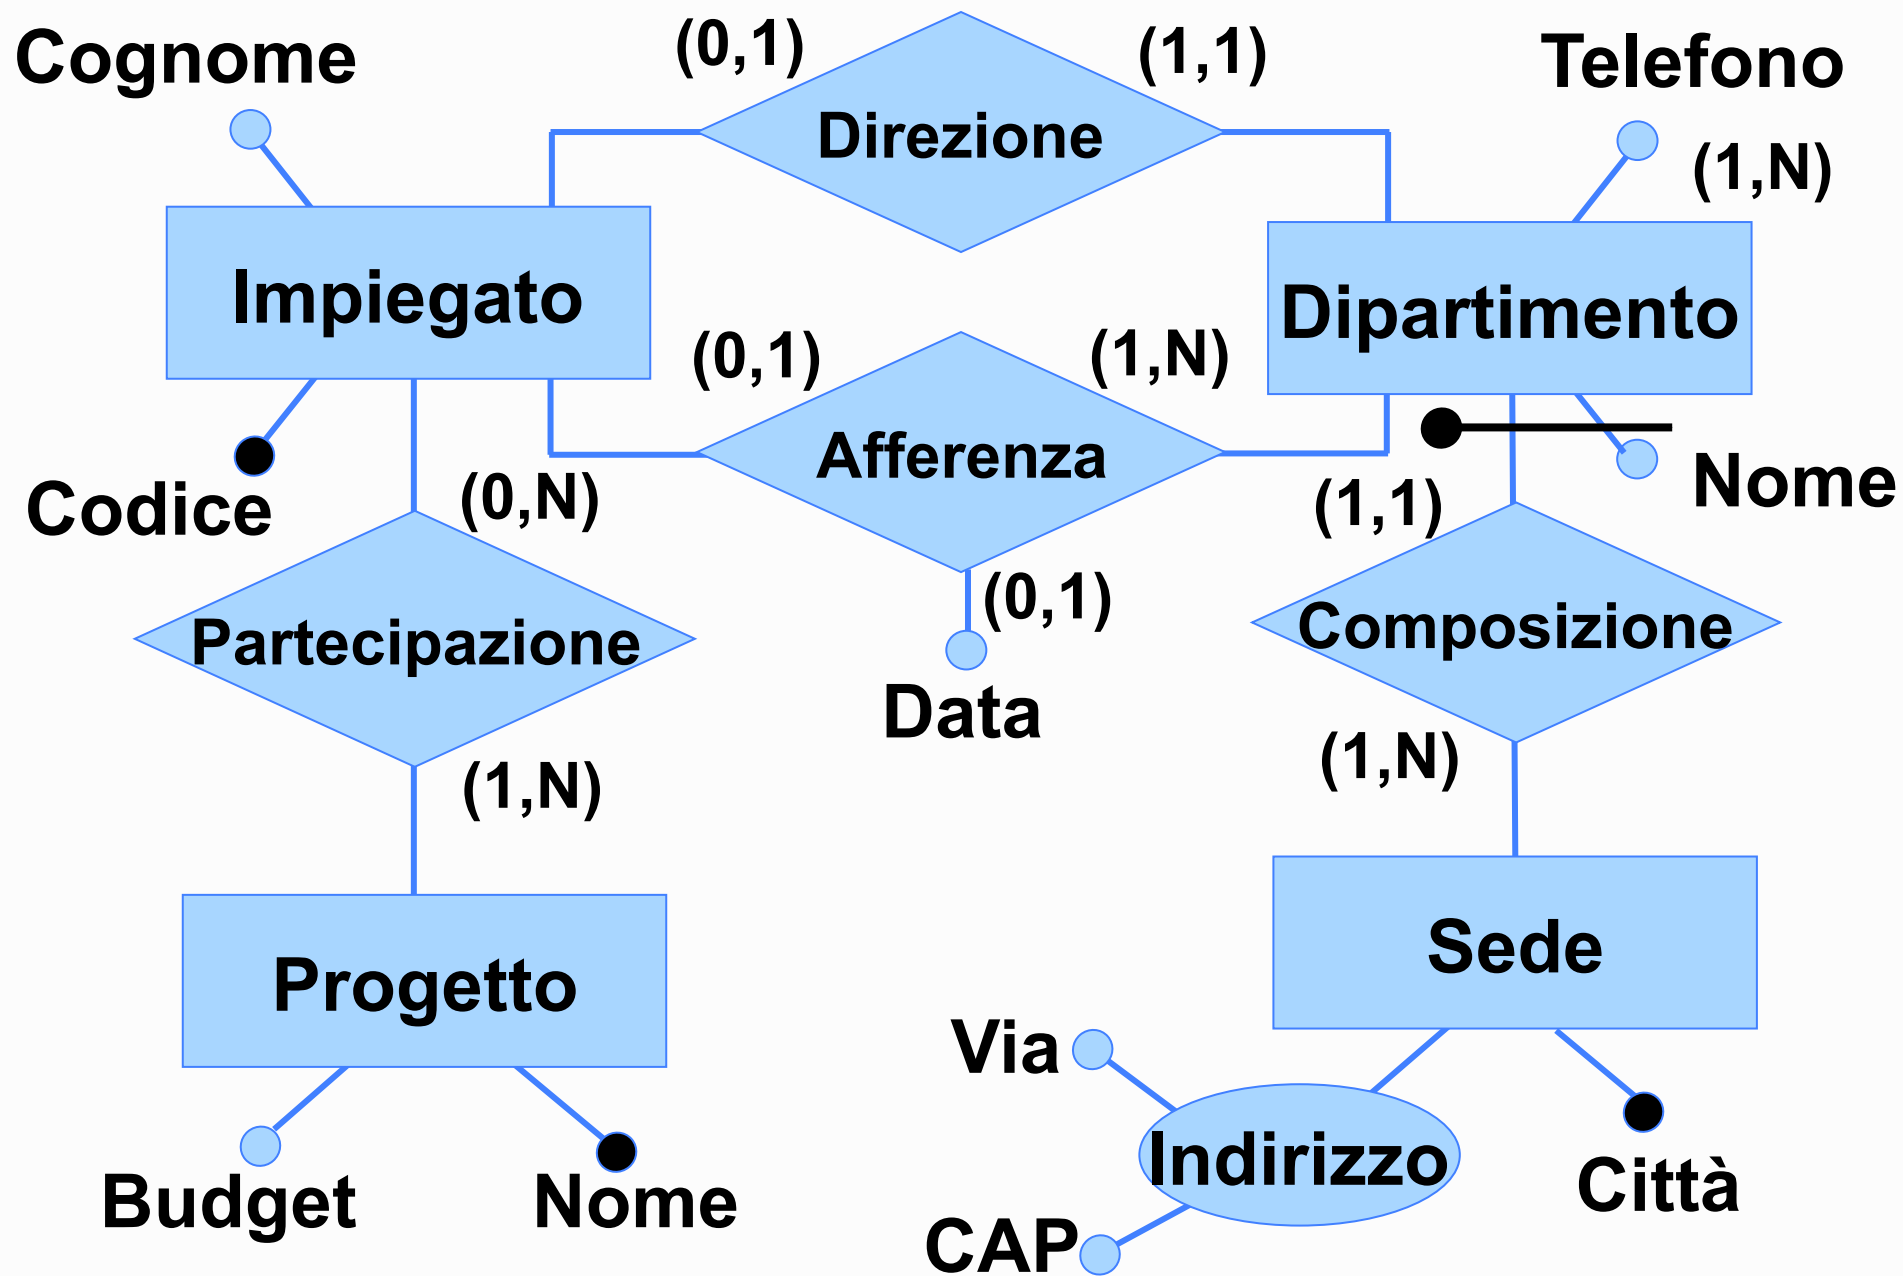 Cognome
(0,1)
(1,1)
Telefono
Direzione
(1,N)
Impiegato
Dipartimento
(0,1)
(1,N)
Afferenza
Codice
(0,N)
(1,1)
Nome
(0,1)
Partecipazione
Composizione
Data
(1,N)
(1,N)
Progetto
Sede
Via
Indirizzo
Città
Budget
Nome
CAP